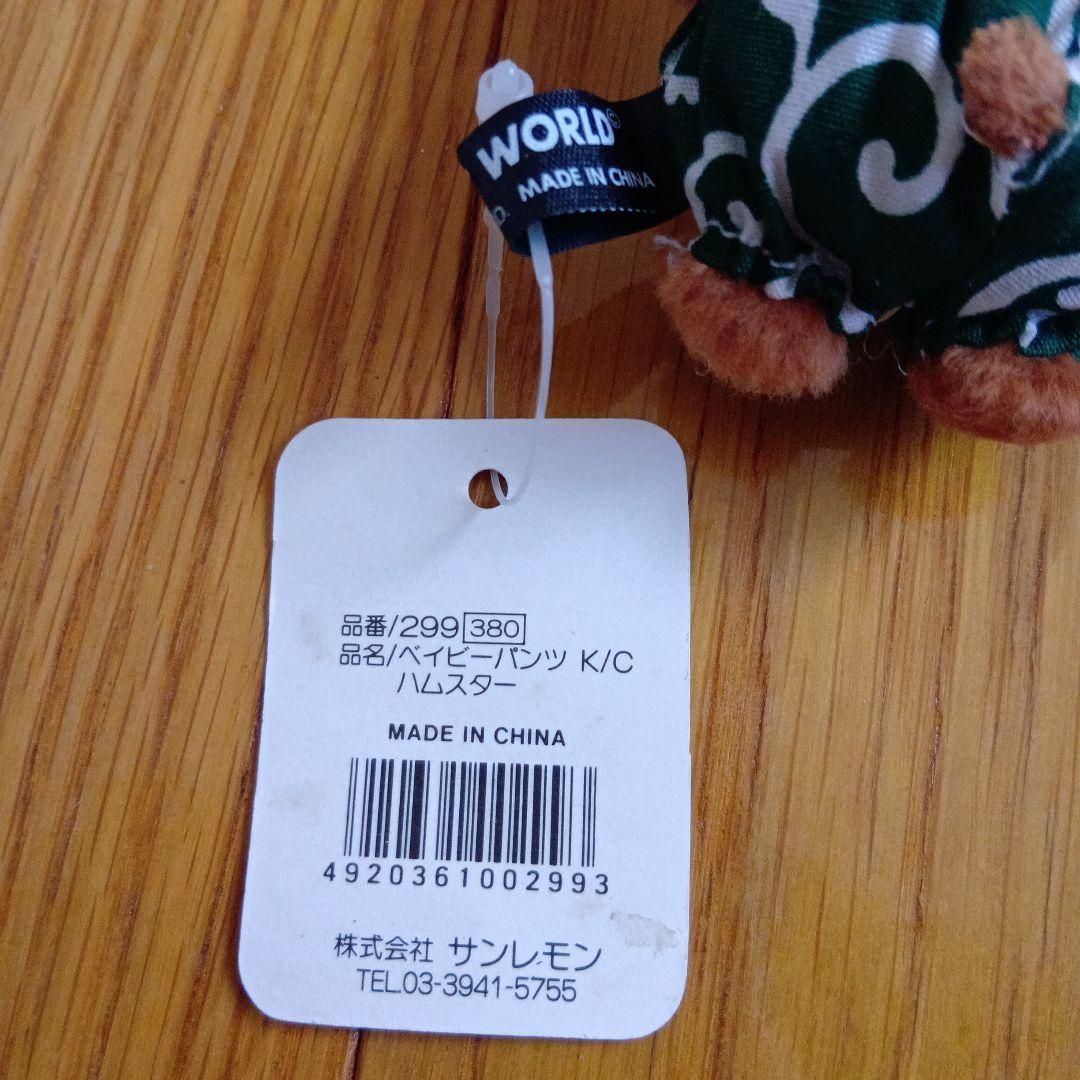 WORLD©
MADE IN CHINA
品番/299 380
品名/ベイビーパンツ K/C
ハムスター
MADE IN CHINA
4920361002993
株式会社 サンレモン
TEL.03-3941-5755